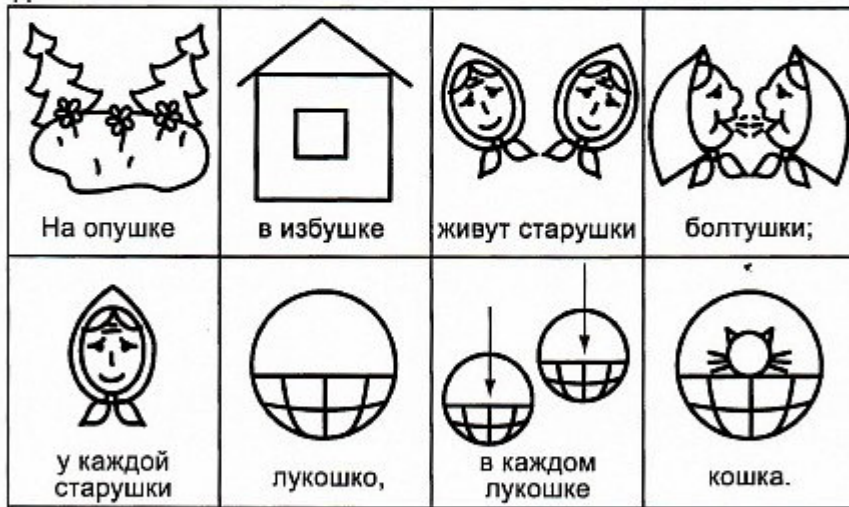 На опушке
в избушке
живут старушки
болтушки;
у каждой
старушки
лукошко,
в каждом
лукошке
кошка.